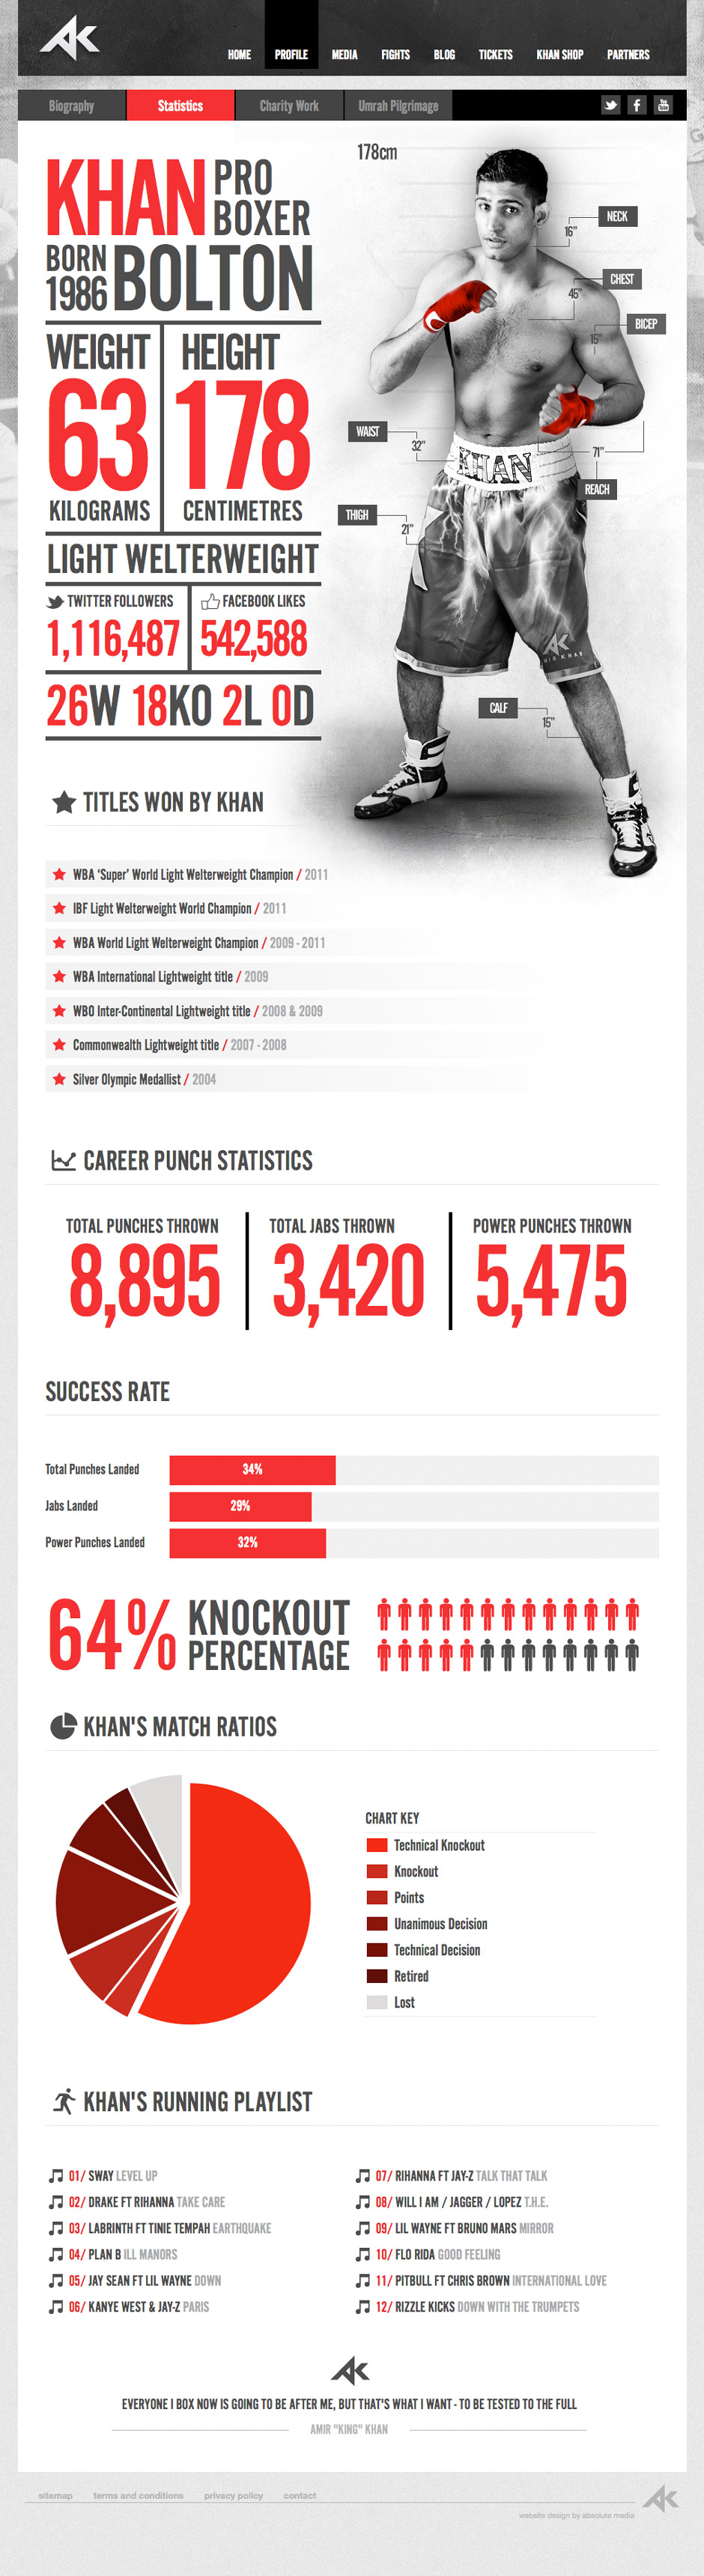 HOME PROFILE MEDIA FIGHTS BLOG TICKETS KHAN SHOP PARTNERS
Biography Statistics Charity Work Umrah Pilgrimage
178cm
KHAN PRO BOXER
BORN 1986 BOLTON
WEIGHT
63
KILOGRAMS
HEIGHT
178
CENTIMETRES
LIGHT WELTERWEIGHT
TWITTER FOLLOWERS
1,116,487
FACEBOOK LIKES
542,588
26W 18KO 2L 0D
NECK
16"
CHEST
45"
BICEP
15"
WAIST
32"
KHAN
71"
REACH
THIGH
21"
CALF
15"
TITLES WON BY KHAN
WBA 'Super' World Light Welterweight Champion / 2011
IBF Light Welterweight World Champion / 2011
WBA World Light Welterweight Champion / 2009 - 2011
WBA International Lightweight title / 2009
WBO Inter-Continental Lightweight title / 2008 & 2009
Commonwealth Lightweight title / 2007 - 2008
Silver Olympic Medallist / 2004
CAREER PUNCH STATISTICS
TOTAL PUNCHES THROWN
8,895
TOTAL JABS THROWN
3,420
POWER PUNCHES THROWN
5,475
SUCCESS RATE
Total Punches Landed 34%
Jabs Landed 29%
Power Punches Landed 32%
64% KNOCKOUT PERCENTAGE
KHAN'S MATCH RATIOS
CHART KEY
Technical Knockout
Knockout
Points
Unanimous Decision
Technical Decision
Retired
Lost
KHAN'S RUNNING PLAYLIST
01/ SWAY LEVEL UP
02/ DRAKE FT RIHANNA TAKE CARE
03/ LABRINTH FT TINIE TEMPAH EARTHQUAKE
04/ PLAN B ILL MANORS
05/ JAY SEAN FT LIL WAYNE DOWN
06/ KANYE WEST & JAY-Z PARIS
07/ RIHANNA FT JAY-Z TALK THAT TALK
08/ WILL I AM / JAGGER / LOPEZ T.H.E.
09/ LIL WAYNE FT BRUNO MARS MIRROR
10/ FLO RIDA GOOD FEELING
11/ PITBULL FT CHRIS BROWN INTERNATIONAL LOVE
12/ RIZZLE KICKS DOWN WITH THE TRUMPETS
EVERYONE I BOX NOW IS GOING TO BE AFTER ME, BUT THAT'S WHAT I WANT - TO BE TESTED TO THE FULL
AMIR "KING" KHAN
sitemap terms and conditions privacy policy contact
website design by absolute media